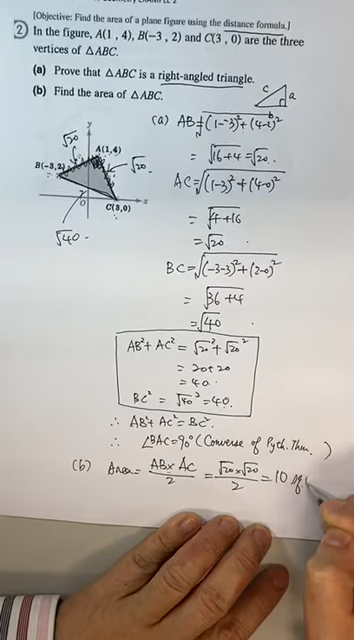 [Objective: Find the area of a plane figure using the distance formula.]
2 In the figure, A(1 , 4), B(−3 , 2) and C(3 , 0) are the three
vertices of △ABC.
(a) Prove that △ABC is a right-angled triangle.
(b) Find the area of △ABC.
c a
b
(a) AB = √(1--3)²+(4-2)²
= √16+4 = √20.
AC = √(1-3)²+(4-0)²
= √4+16
= √20
BC = √(-3-3)²+(2-0)²
= √36+4
= √40
y
√20
A(1,4)
B(−3,2)
√20.
O
x
C(3,0)
√40.
AB²+AC² = √20²+√20²
= 20+20
= 40.
BC² = √40² = 40.
∴ AB²+AC²=BC².
∴ ∠BAC=90° (Converse of Pyth. Thm.)
(b) Area = AB×AC/2 = √20×√20/2 = 10